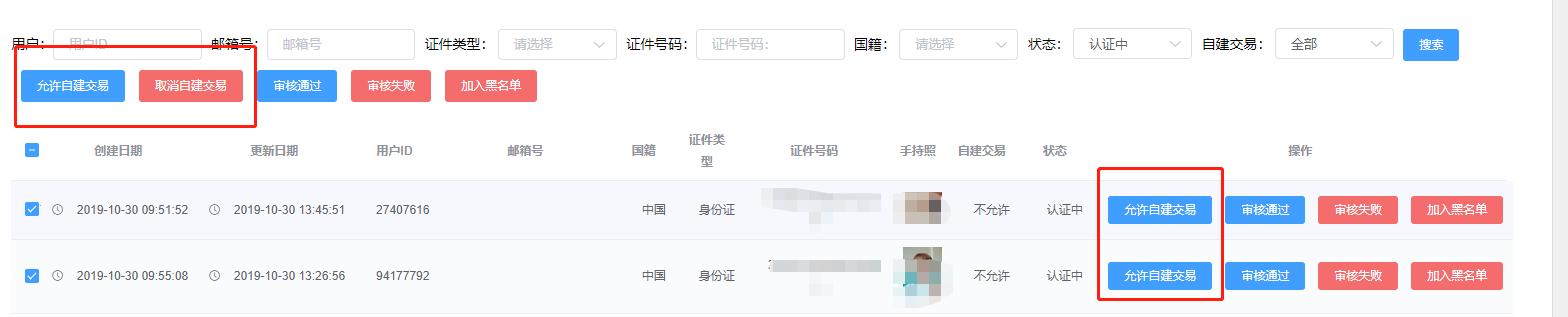 用户： 用户ID 邮箱号： 邮箱号 证件类型： 请选择 证件号码： 证件号码： 国籍： 请选择 状态： 认证中 自建交易： 全部 搜索
允许自建交易 取消自建交易 审核通过 审核失败 加入黑名单
创建日期 更新日期 用户ID 邮箱号 国籍 证件类型 证件号码 手持照 自建交易 状态 操作
2019-10-30 09:51:52 2019-10-30 13:45:51 27407616 中国 身份证 不允许 认证中 允许自建交易 审核通过 审核失败 加入黑名单
2019-10-30 09:55:08 2019-10-30 13:26:56 94177792 中国 身份证 不允许 认证中 允许自建交易 审核通过 审核失败 加入黑名单